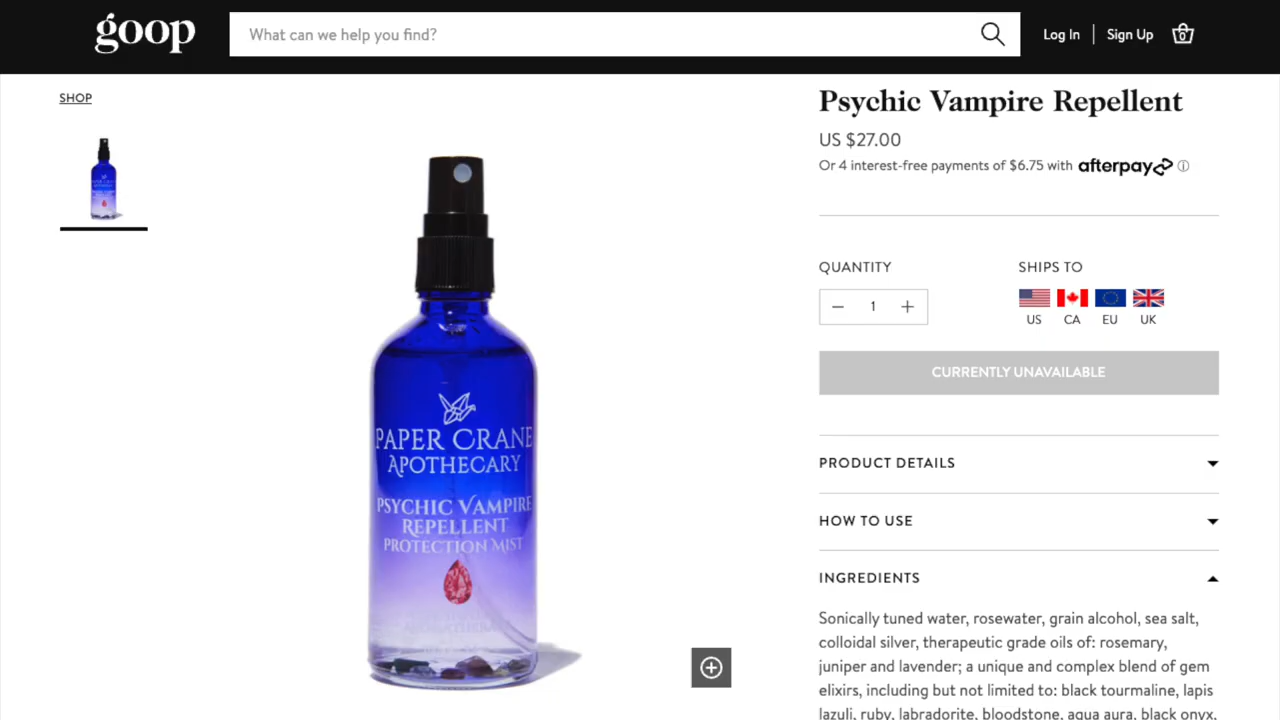 goop
What can we help you find?
Log In
Sign Up
0
SHOP
Psychic Vampire Repellent
US $27.00
Or 4 interest-free payments of $6.75 with afterpay
QUANTITY
SHIPS TO
1
US CA EU UK
CURRENTLY UNAVAILABLE
PRODUCT DETAILS
HOW TO USE
INGREDIENTS
Sonically tuned water, rosewater, grain alcohol, sea salt,
colloidal silver, therapeutic grade oils of: rosemary,
juniper and lavender; a unique and complex blend of gem
elixirs, including but not limited to: black tourmaline, lapis
lazuli, ruby, labradorite, bloodstone, aqua aura, black onyx,
PAPER CRANE
APOTHECARY
PSYCHIC VAMPIRE
REPELLENT
PROTECTION MIST